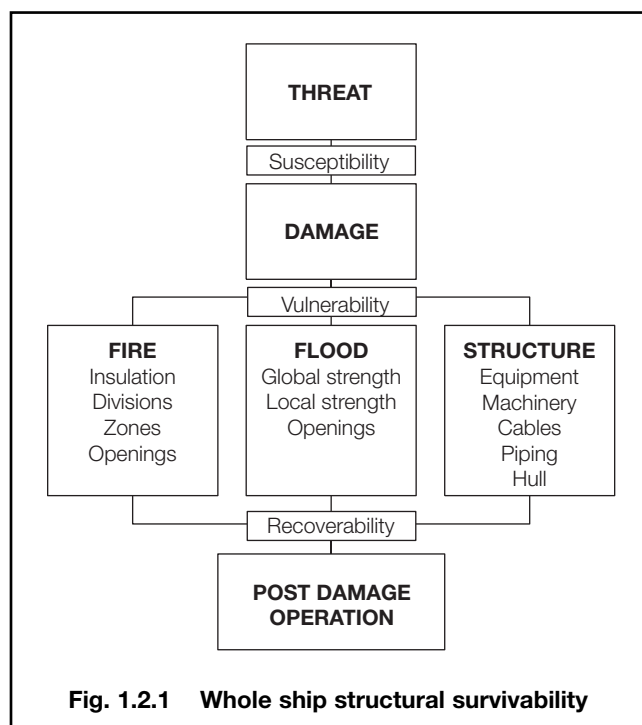 THREAT
Susceptibility
DAMAGE
Vulnerability
FIRE
Insulation
Divisions
Zones
Openings
FLOOD
Global strength
Local strength
Openings
STRUCTURE
Equipment
Machinery
Cables
Piping
Hull
Recoverability
POST DAMAGE
OPERATION
Fig. 1.2.1 Whole ship structural survivability